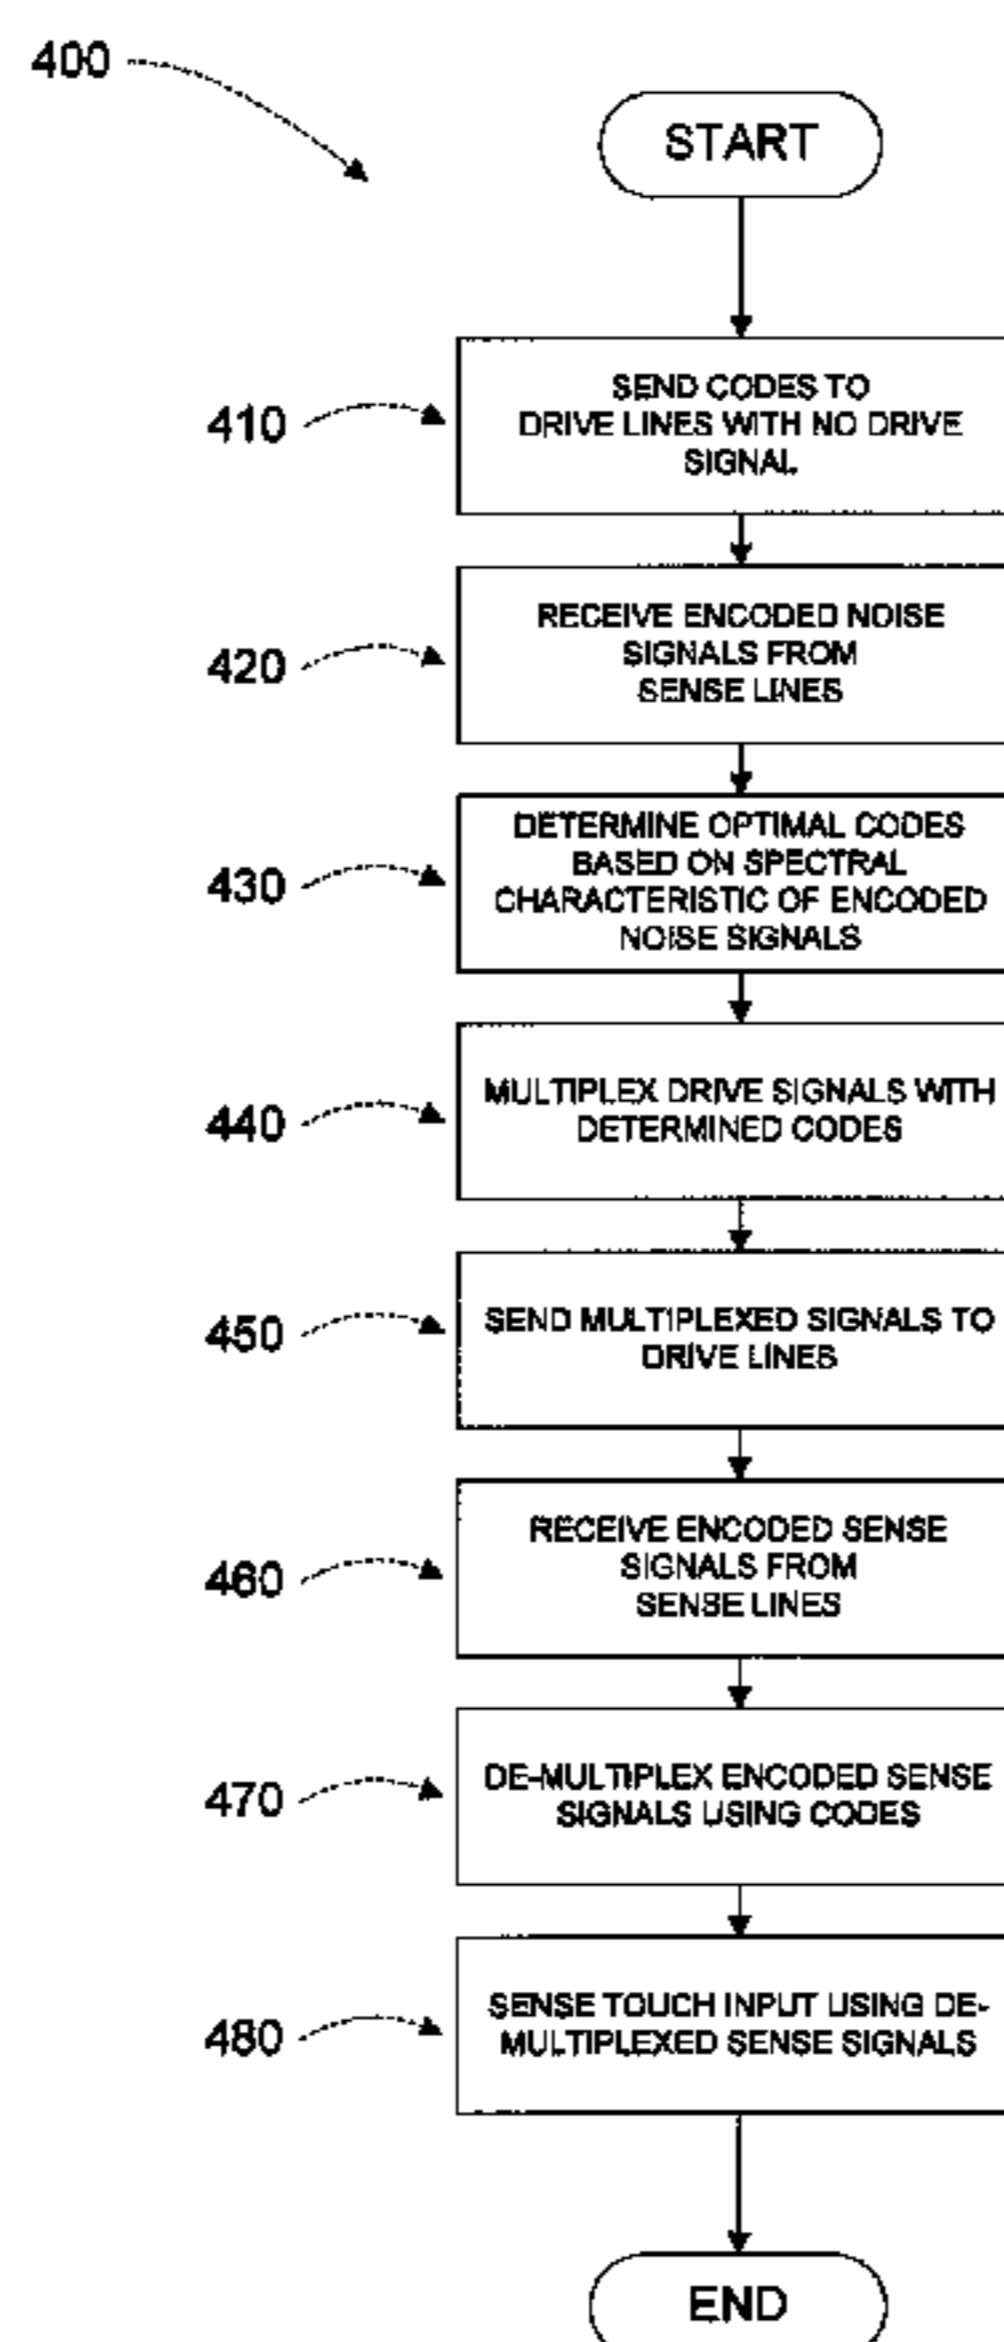 400
START
410
SEND CODES TO
DRIVE LINES WITH NO DRIVE
SIGNAL
420
RECEIVE ENCODED NOISE
SIGNALS FROM
SENSE LINES
430
DETERMINE OPTIMAL CODES
BASED ON SPECTRAL
CHARACTERISTIC OF ENCODED
NOISE SIGNALS
440
MULTIPLEX DRIVE SIGNALS WITH
DETERMINED CODES
450
SEND MULTIPLEXED SIGNALS TO
DRIVE LINES
460
RECEIVE ENCODED SENSE
SIGNALS FROM
SENSE LINES
470
DE-MULTIPLEX ENCODED SENSE
SIGNALS USING CODES
480
SENSE TOUCH INPUT USING DE-
MULTIPLEXED SENSE SIGNALS
END